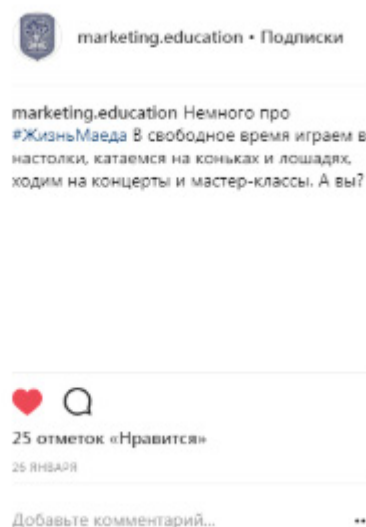 marketing.education • Подписки
marketing.education Немного про
#ЖизньМаеда В свободное время играем в
настолки, катаемся на коньках и лошадях,
ходим на концерты и мастер-классы. А вы?
25 отметок «Нравится»
26 ЯНВАРЯ
Добавьте комментарий...